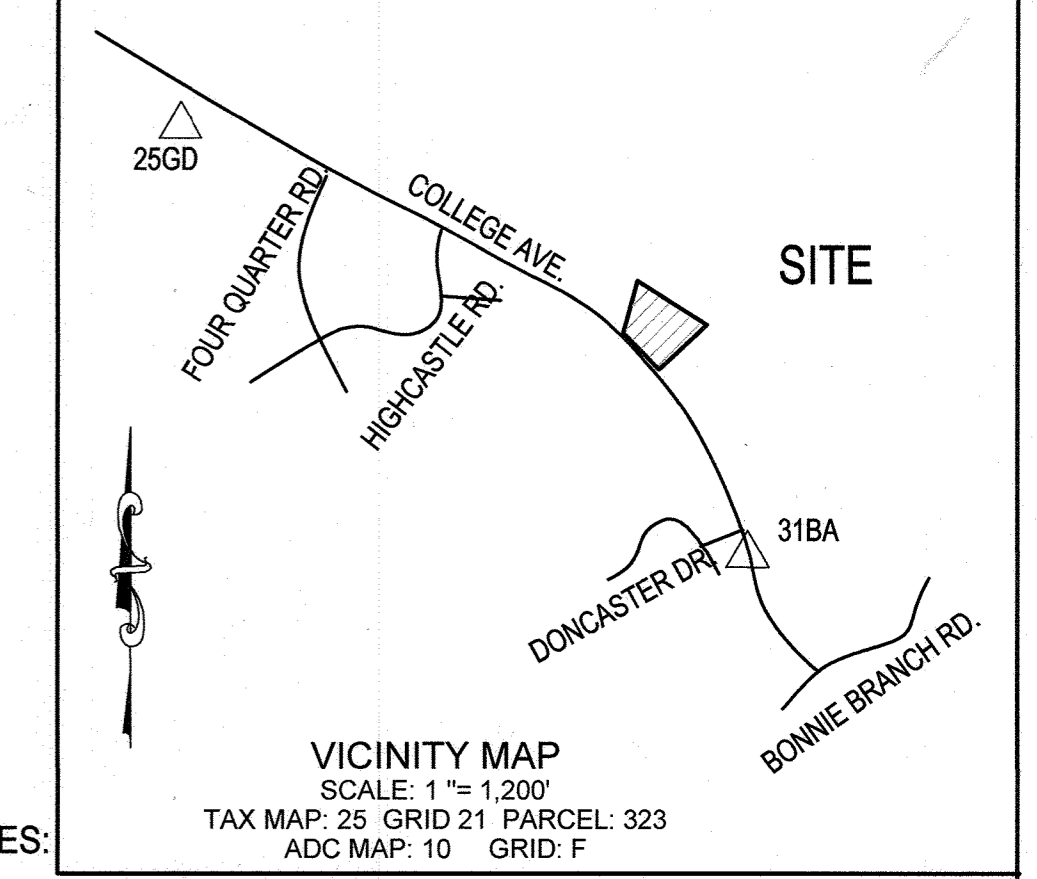 25GD
FOUR QUARTER RD.
COLLEGE AVE.
SITE
HIGHCASTLE RD.
31BA
DONCASTER DR.
BONNIE BRANCH RD.
VICINITY MAP
SCALE: 1 "= 1,200'
TAX MAP: 25 GRID 21 PARCEL: 323
ADC MAP: 10 GRID: F
ES: